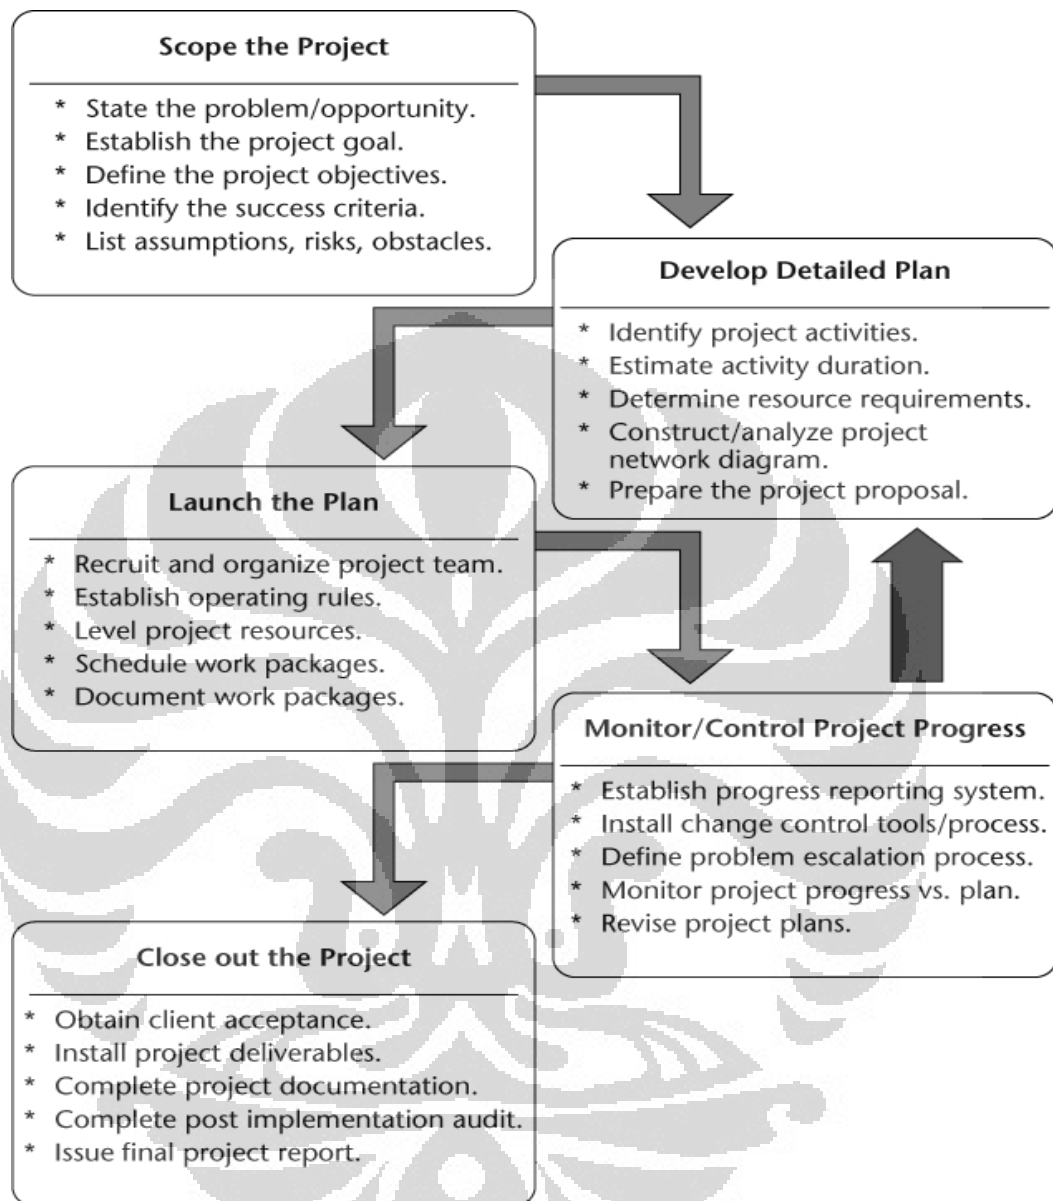 Scope the Project
* State the problem/opportunity.
* Establish the project goal.
* Define the project objectives.
* Identify the success criteria.
* List assumptions, risks, obstacles.
Develop Detailed Plan
* Identify project activities.
* Estimate activity duration.
* Determine resource requirements.
* Construct/analyze project
network diagram.
* Prepare the project proposal.
Launch the Plan
* Recruit and organize project team.
* Establish operating rules.
* Level project resources.
* Schedule work packages.
* Document work packages.
Monitor/Control Project Progress
* Establish progress reporting system.
* Install change control tools/process.
* Define problem escalation process.
* Monitor project progress vs. plan.
* Revise project plans.
Close out the Project
* Obtain client acceptance.
* Install project deliverables.
* Complete project documentation.
* Complete post implementation audit.
* Issue final project report.